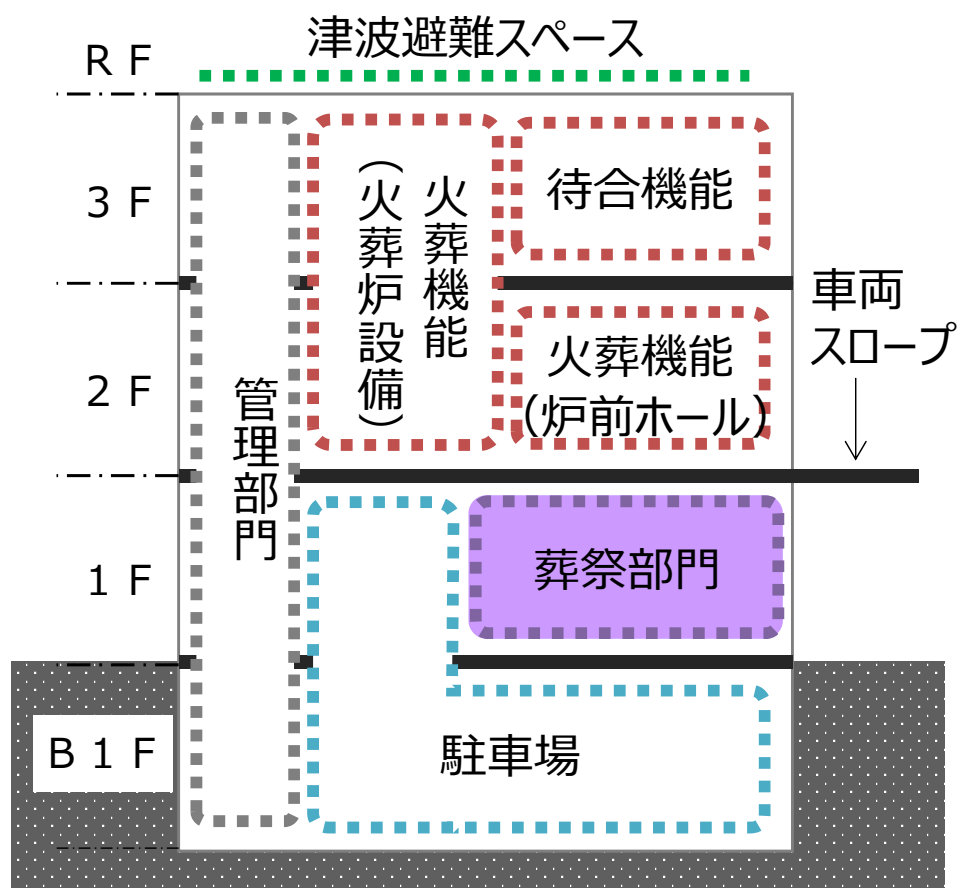 津波避難スペース
ＲＦ
３Ｆ
２Ｆ
１Ｆ
Ｂ１Ｆ
管理部門
火葬機能
（火葬炉設備）
待合機能
火葬機能
（炉前ホール）
車両
スロープ
葬祭部門
駐車場